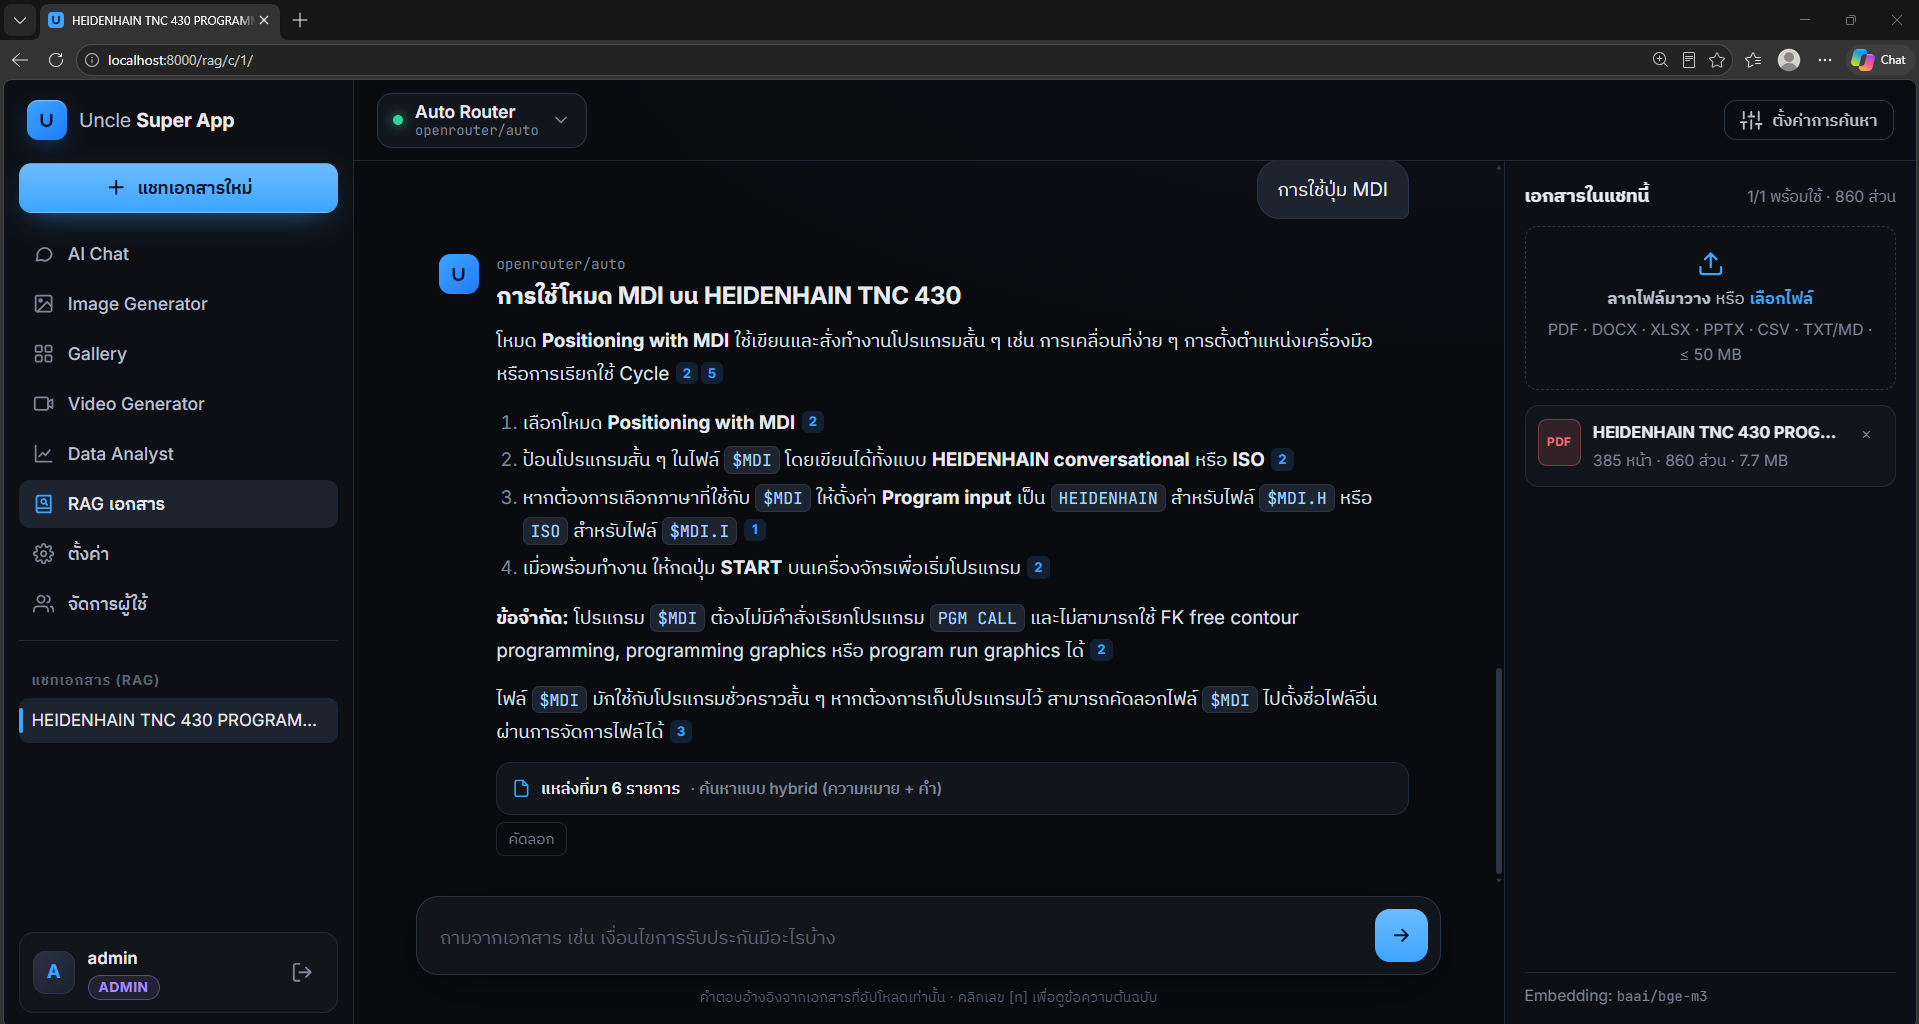 HEIDENHAIN TNC 430 PROGRAM
localhost:8000/rag/c/1/
Chat
U
Uncle Super App
แชทเอกสารใหม่
AI Chat
Image Generator
Gallery
Video Generator
Data Analyst
RAG เอกสาร
ตั้งค่า
จัดการผู้ใช้
แชทเอกสาร (RAG)
HEIDENHAIN TNC 430 PROGRAM...
A
admin
ADMIN
Auto Router
openrouter/auto
ตั้งค่าการค้นหา
การใช้ปุ่ม MDI
U
openrouter/auto
การใช้โหมด MDI บน HEIDENHAIN TNC 430
โหมด Positioning with MDI ใช้เขียนและสั่งทำงานโปรแกรมสั้น ๆ เช่น การเคลื่อนที่ง่าย ๆ การตั้งตำแหน่งเครื่องมือ
หรือการเรียกใช้ Cycle 2 5
1. เลือกโหมด Positioning with MDI 2
2. ป้อนโปรแกรมสั้น ๆ ในไฟล์ $MDI โดยเขียนได้ทั้งแบบ HEIDENHAIN conversational หรือ ISO 2
3. หากต้องการเลือกภาษาที่ใช้กับ $MDI ให้ตั้งค่า Program input เป็น HEIDENHAIN สำหรับไฟล์ $MDI.H หรือ
ISO สำหรับไฟล์ $MDI.I 1
4. เมื่อพร้อมทำงาน ให้กดปุ่ม START บนเครื่องจักรเพื่อเริ่มโปรแกรม 2
ข้อจำกัด: โปรแกรม $MDI ต้องไม่มีคำสั่งเรียกโปรแกรม PGM CALL และไม่สามารถใช้ FK free contour
programming, programming graphics หรือ program run graphics ได้ 2
ไฟล์ $MDI มักใช้กับโปรแกรมชั่วคราวสั้น ๆ หากต้องการเก็บโปรแกรมไว้ สามารถคัดลอกไฟล์ $MDI ไปตั้งชื่อไฟล์อื่น
ผ่านการจัดการไฟล์ได้ 3
แหล่งที่มา 6 รายการ · ค้นหาแบบ hybrid (ความหมาย + คำ)
คัดลอก
ถามจากเอกสาร เช่น เงื่อนไขการรับประกันมีอะไรบ้าง
คำตอบอ้างอิงจากเอกสารที่อัปโหลดเท่านั้น · คลิกเลข [n] เพื่อดูข้อความต้นฉบับ
เอกสารในแชทนี้ 1/1 พร้อมใช้ · 860 ส่วน
ลากไฟล์มาวาง หรือ เลือกไฟล์
PDF · DOCX · XLSX · PPTX · CSV · TXT/MD ·
≤ 50 MB
PDF
HEIDENHAIN TNC 430 PROG...
385 หน้า · 860 ส่วน · 7.7 MB
Embedding: baai/bge-m3